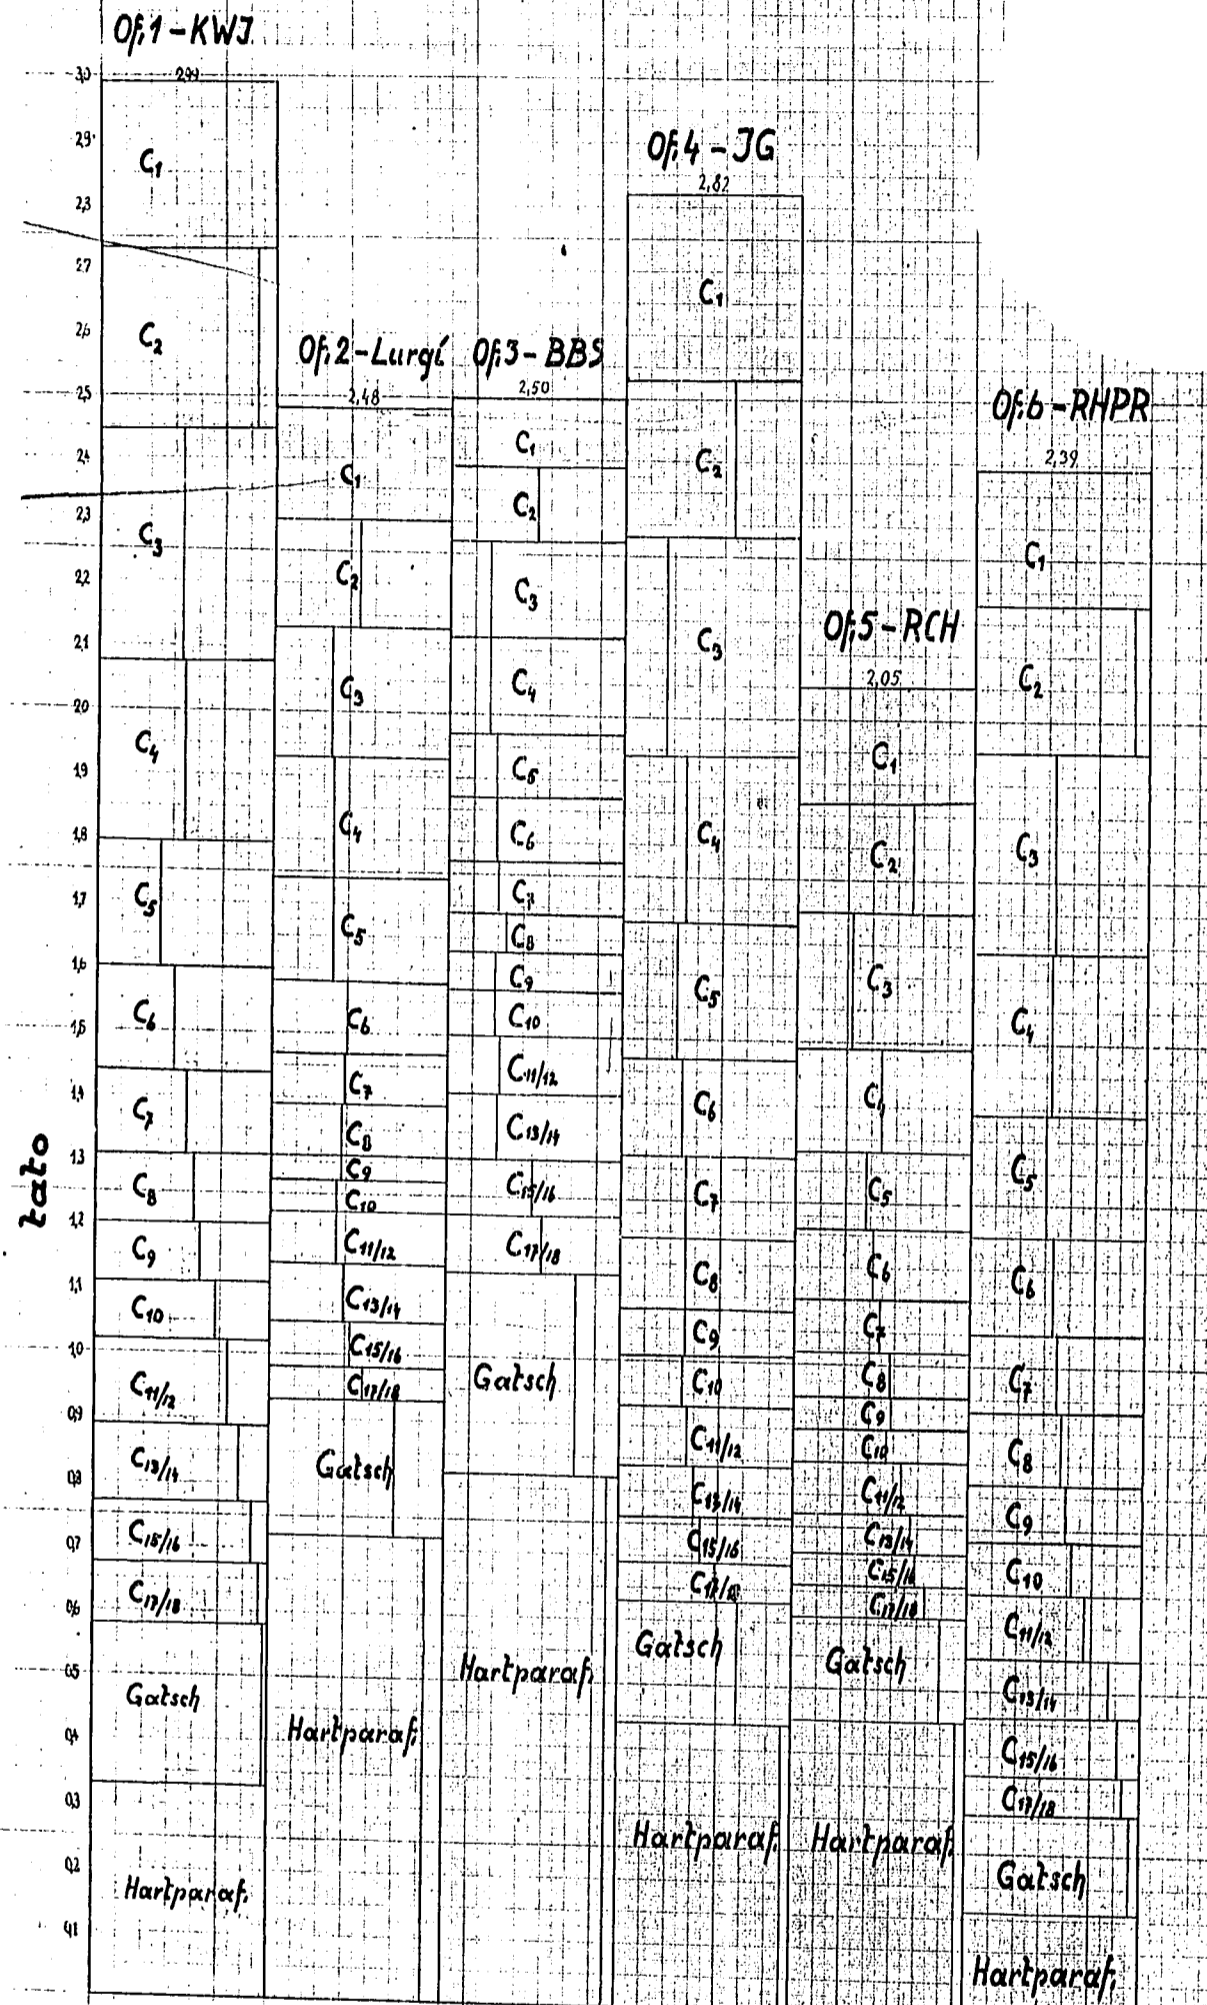 Of.1-KWJ
2,99
C₁
C₂
C₃
C₄
C₅
C₆
C₇
C₈
C₉
C₁₀
C₁₁/₁₂
C₁₃/₁₄
C₁₅/₁₆
C₁₇/₁₈
Gatsch
Hartparaf.
Of.2-Lurgi
2,48
C₁
C₂
C₃
C₄
C₅
C₆
C₇
C₈
C₉
C₁₀
C₁₁/₁₂
C₁₃/₁₄
C₁₅/₁₆
C₁₇/₁₈
Gatsch
Hartparaf.
Of.3-BBS
2,50
C₁
C₂
C₃
C₄
C₅
C₆
C₇
C₈
C₉
C₁₀
C₁₁/₁₂
C₁₃/₁₄
C₁₅/₁₆
C₁₇/₁₈
Gatsch
Hartparaf.
Of.4-JG
2,82
C₁
C₂
C₃
C₄
C₅
C₆
C₇
C₈
C₉
C₁₀
C₁₁/₁₂
C₁₃/₁₄
C₁₅/₁₆
C₁₇/₁₈
Gatsch
Hartparaf.
Of.5-RCH
2,05
C₁
C₂
C₃
C₄
C₅
C₆
C₇
C₈
C₉
C₁₀
C₁₁/₁₂
C₁₃/₁₄
C₁₅/₁₆
C₁₇/₁₈
Gatsch
Hartparaf.
Of.6-RHPR
2,39
C₁
C₂
C₃
C₄
C₅
C₆
C₇
C₈
C₉
C₁₀
C₁₁/₁₂
C₁₃/₁₄
C₁₅/₁₆
C₁₇/₁₈
Gatsch
Hartparaf.
tato
3,0
2,9
2,3
2,7
2,6
2,5
2,4
2,3
2,2
2,1
2,0
1,9
1,8
1,7
1,6
1,5
1,4
1,3
1,2
1,1
1,0
0,9
0,8
0,7
0,6
0,5
0,4
0,3
0,2
0,1